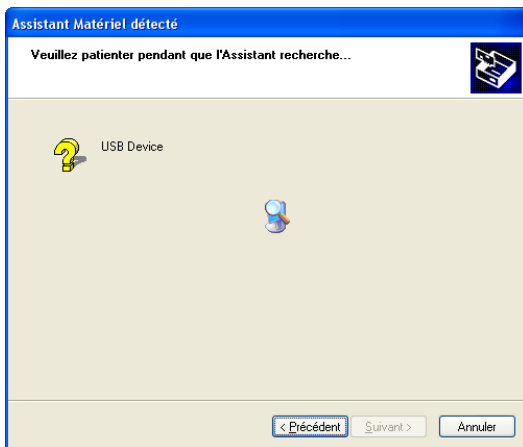 Assistant Matériel détecté
Veuillez patienter pendant que l'Assistant recherche...
USB Device
< Précédent Suivant > Annuler